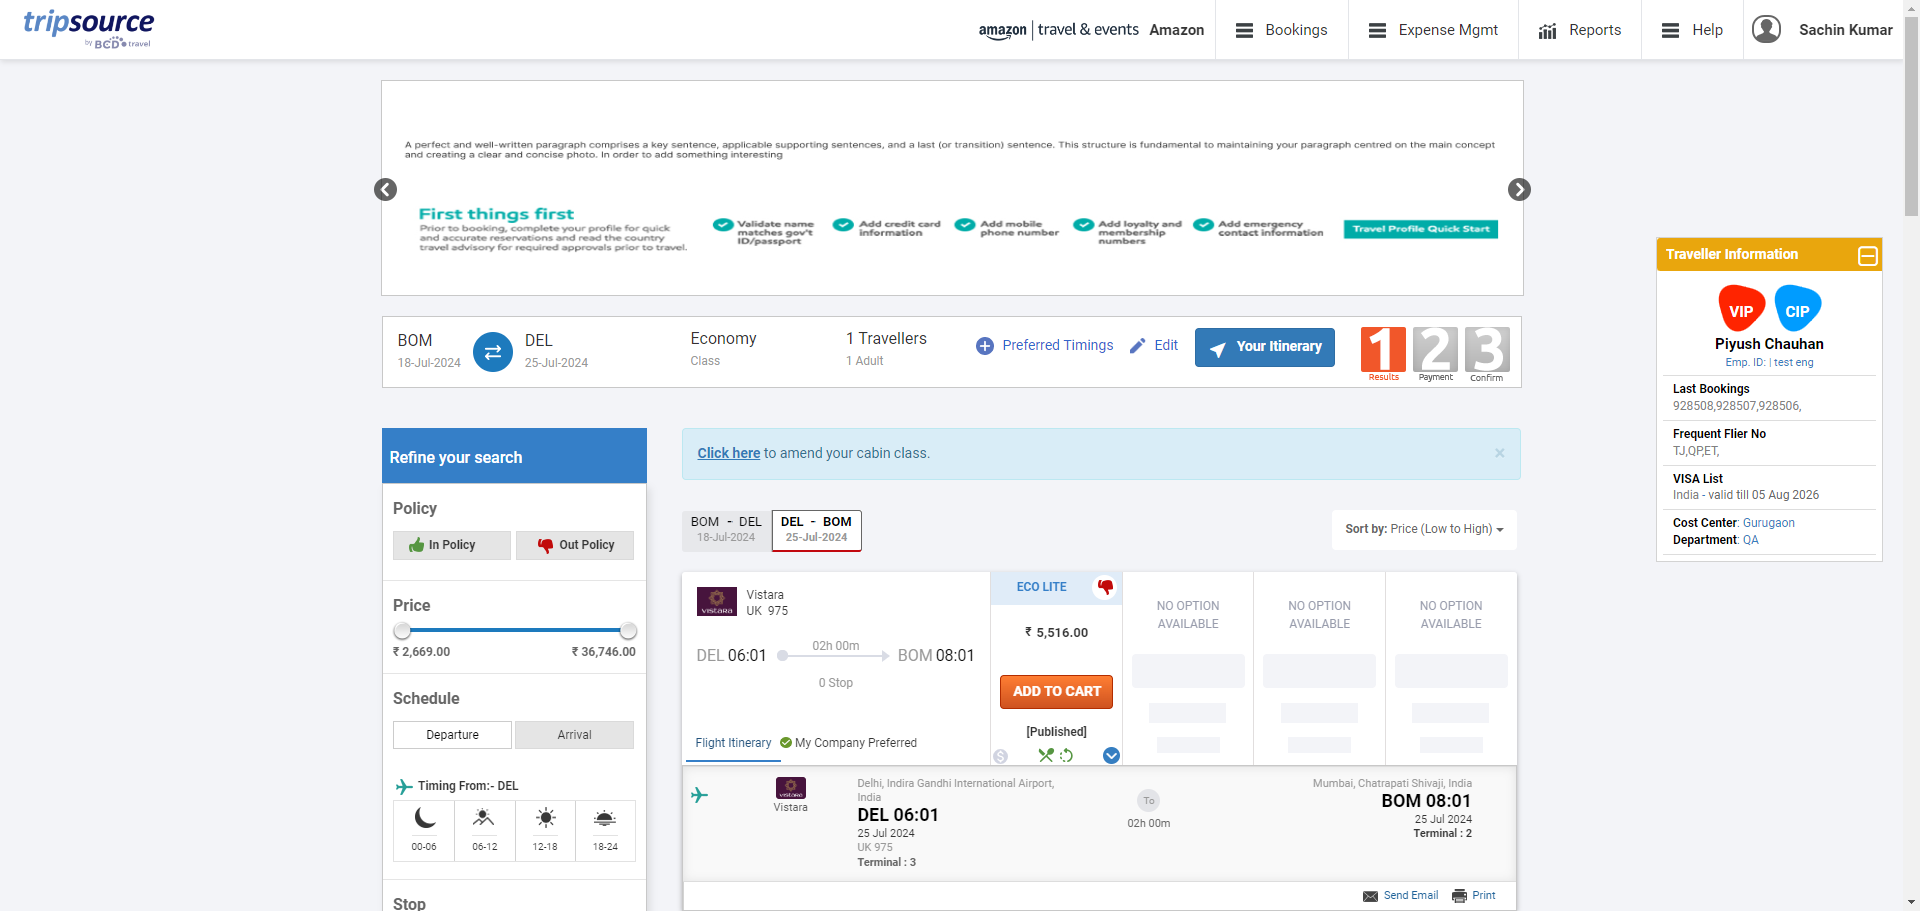 tripsource
by BCD travel
amazon | travel & events Amazon
Bookings
Expense Mgmt
Reports
Help
Sachin Kumar
A perfect and well-written paragraph comprises a key sentence, applicable supporting sentences, and a last (or transition) sentence. This structure is fundamental to maintaining your paragraph centred on the main concept
and creating a clear and concise photo. In order to add something interesting
First things first
Prior to booking, complete your profile for quick
and accurate reservations and read the country
travel advisory for required approvals prior to travel.
Validate name
matches gov't
ID/passport
Add credit card
information
Add mobile
phone number
Add loyalty and
membership
numbers
Add emergency
contact information
Travel Profile Quick Start
BOM
18-Jul-2024
DEL
25-Jul-2024
Economy
Class
1 Travellers
1 Adult
Preferred Timings
Edit
Your Itinerary
1
Results
2
Payment
3
Confirm
Traveller Information
VIP
CIP
Piyush Chauhan
Emp. ID: | test eng
Last Bookings
928508,928507,928506,
Frequent Flier No
TJ,QP,ET,
VISA List
India - valid till 05 Aug 2026
Cost Center: Gurugaon
Department: QA
Refine your search
Policy
In Policy
Out Policy
Price
₹ 2,669.00
₹ 36,746.00
Schedule
Departure
Arrival
Timing From:- DEL
00-06
06-12
12-18
18-24
Stop
Click here to amend your cabin class.
×
BOM - DEL
18-Jul-2024
DEL - BOM
25-Jul-2024
Sort by: Price (Low to High)
VISTARA
Vistara
UK 975
DEL 06:01
02h 00m
BOM 08:01
0 Stop
Flight Itinerary
My Company Preferred
ECO LITE
₹ 5,516.00
ADD TO CART
[Published]
NO OPTION
AVAILABLE
NO OPTION
AVAILABLE
NO OPTION
AVAILABLE
VISTARA
Vistara
Delhi, Indira Gandhi International Airport,
India
DEL 06:01
25 Jul 2024
UK 975
Terminal : 3
To
02h 00m
Mumbai, Chatrapati Shivaji, India
BOM 08:01
25 Jul 2024
Terminal : 2
Send Email
Print